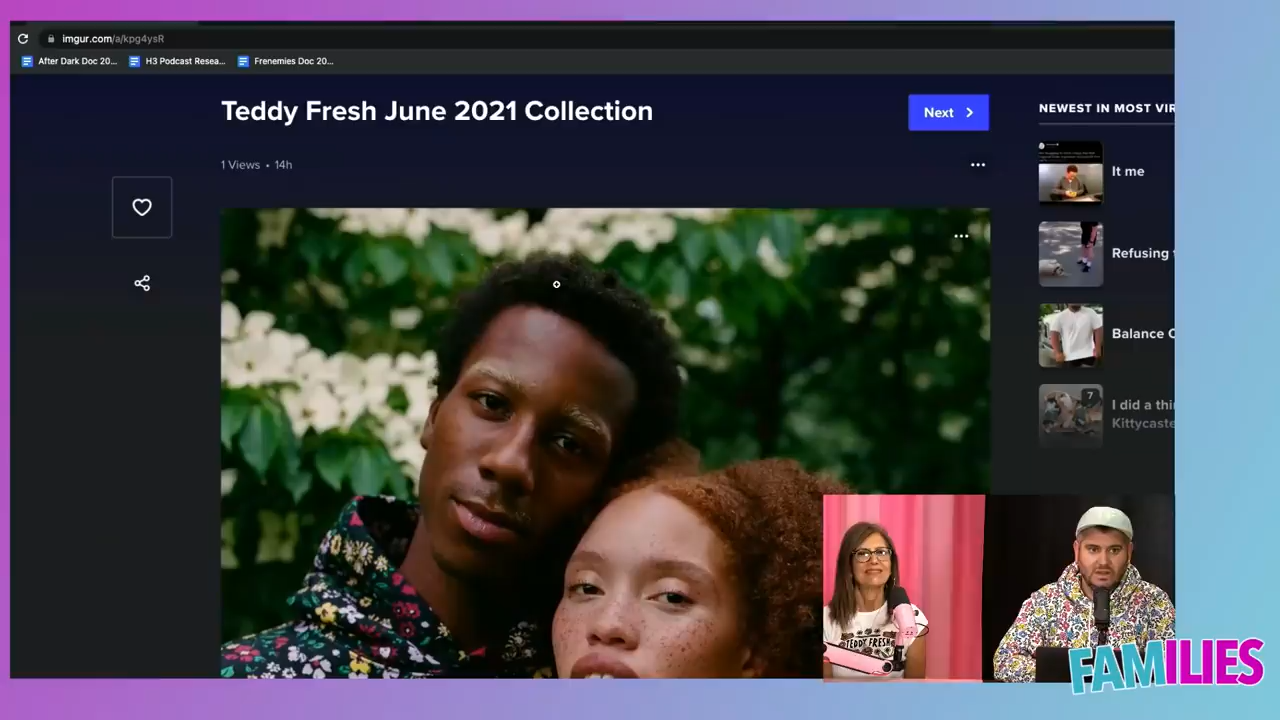 imgur.com/a/kpg4ysR
After Dark Doc 20...
H3 Podcast Resea...
Frenemies Doc 20...
Teddy Fresh June 2021 Collection
Next
1 Views • 14h
NEWEST IN MOST VIR
It me
Refusing
Balance C
7
I did a thi
Kittycaste
TEDDY FRESH
FAMILIES